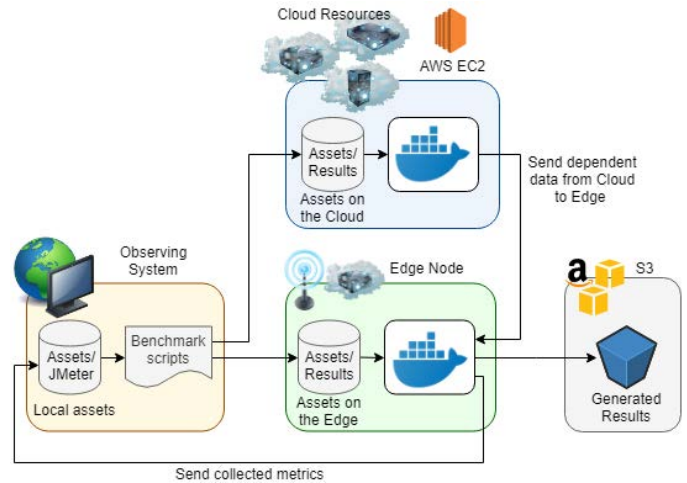 Cloud Resources
AWS EC2
Assets/
Results
Assets on
the Cloud
Send dependent
data from Cloud
to Edge
Observing
System
Edge Node
a
S3
Assets/
JMeter
Benchmark
scripts
Assets/
Results
Local assets
Assets on
the Edge
Generated
Results
Send collected metrics